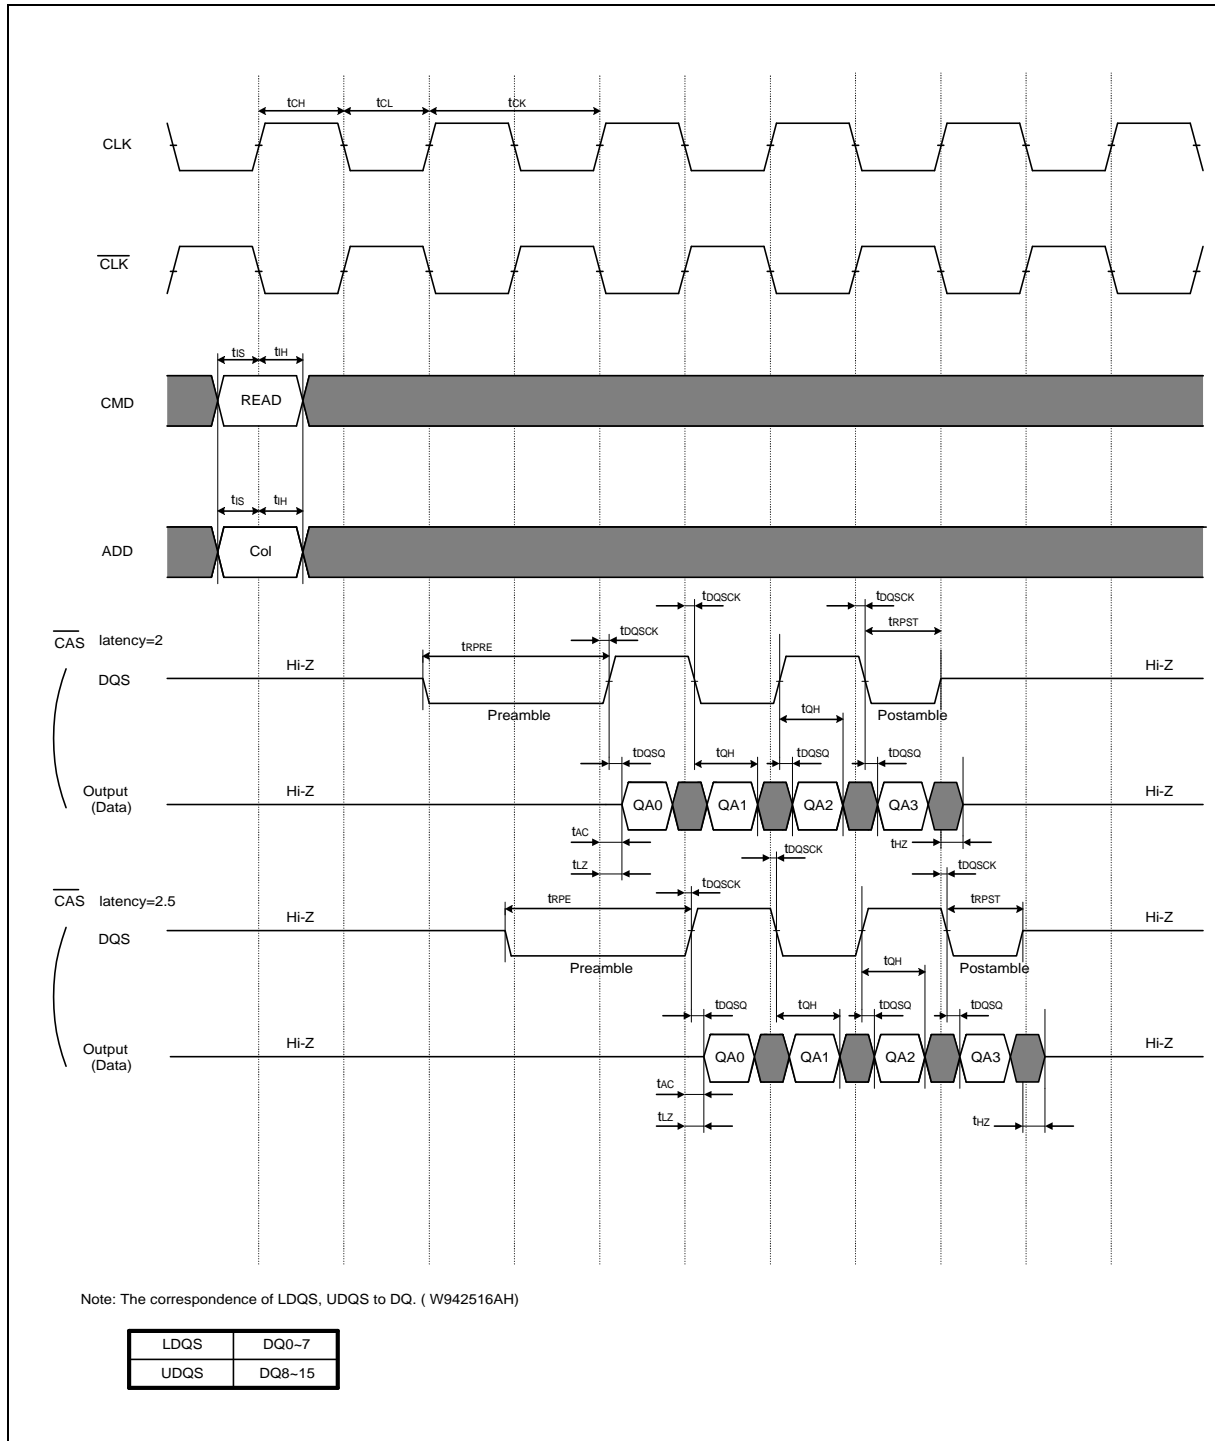 tCH tCL tCK
CLK
CLK
tIS tIH
CMD READ
tIS tIH
ADD Col
tDQSCK tDQSCK
CAS latency=2 tDQSCK tRPST
tRPRE
Hi-Z Hi-Z
DQS
Preamble Postamble
tQH
tDQSQ tQH tDQSQ tDQSQ
Output
(Data)
Hi-Z QA0 QA1 QA2 QA3 Hi-Z
tAC tHZ
tDQSCK tDQSCK
tLZ
CAS latency=2.5 tDQSCK
tRPE tRPST
Hi-Z Hi-Z
DQS
Preamble Postamble
tQH
tDQSQ tQH tDQSQ tDQSQ
Output
(Data)
Hi-Z QA0 QA1 QA2 QA3 Hi-Z
tAC
tLZ tHZ
Note: The correspondence of LDQS, UDQS to DQ. ( W942516AH)
LDQS DQ0~7
UDQS DQ8~15